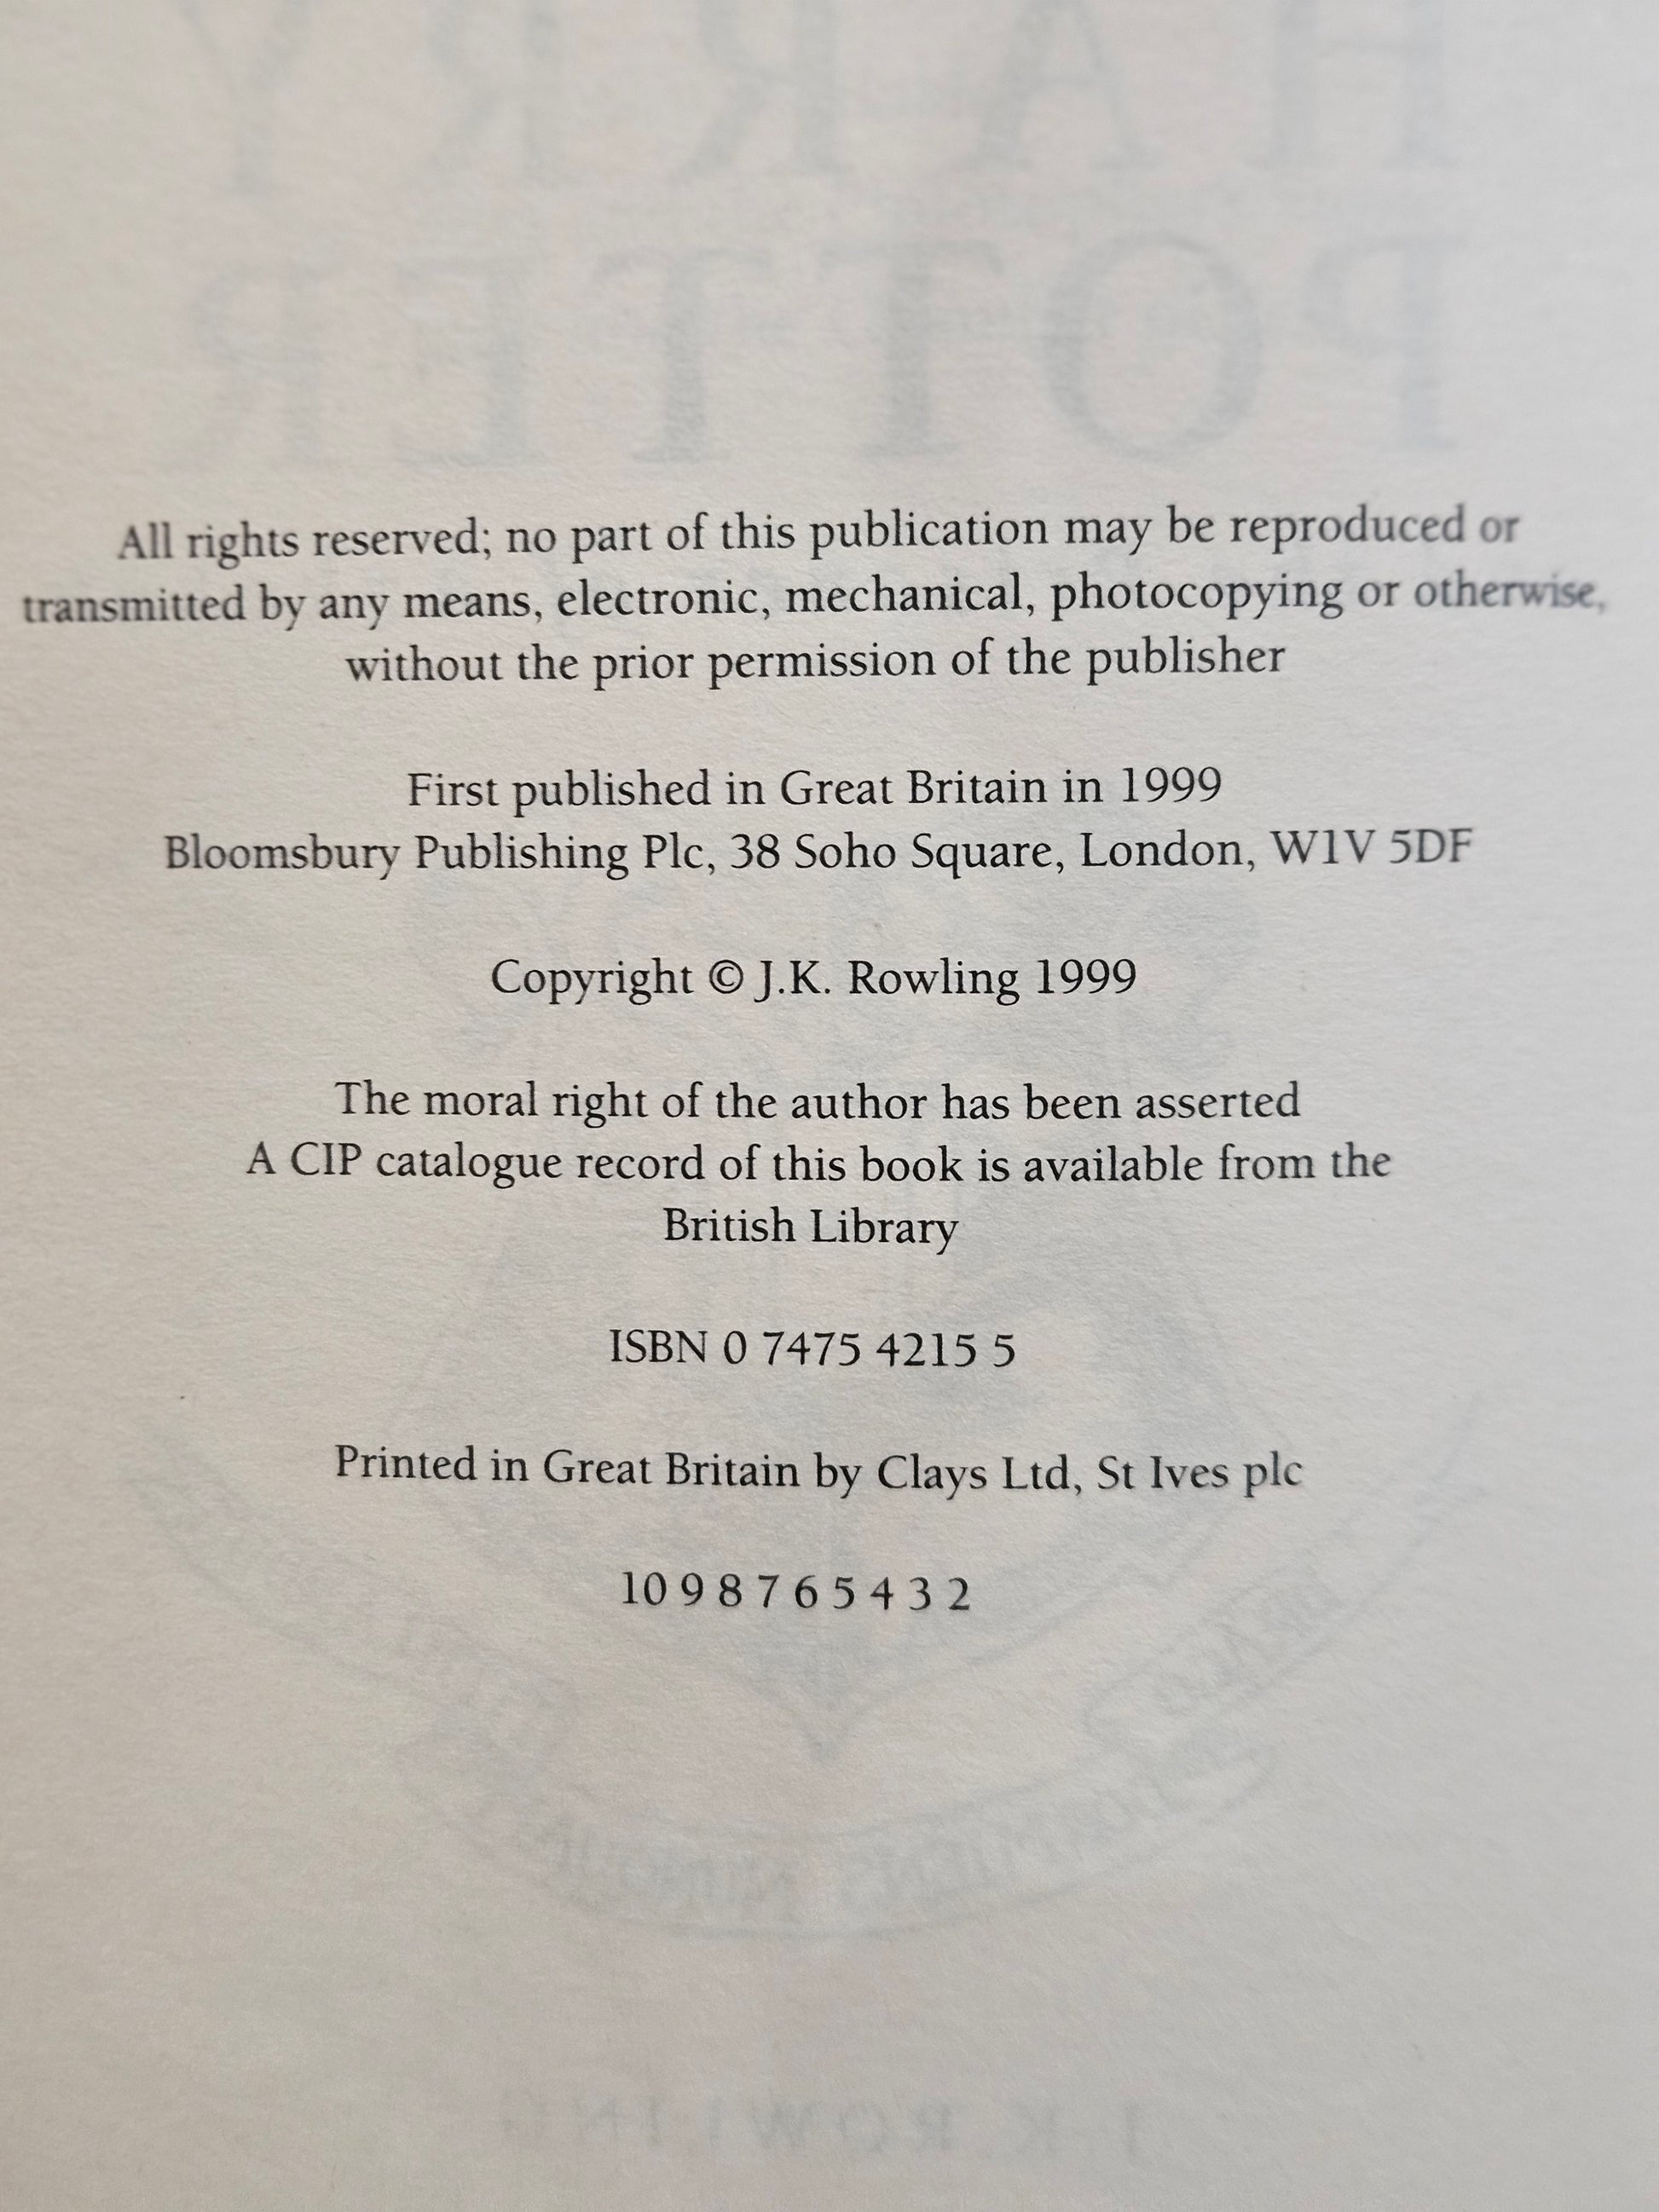 HARRY
POTTER
All rights reserved; no part of this publication may be reproduced or
transmitted by any means, electronic, mechanical, photocopying or otherwise,
without the prior permission of the publisher
First published in Great Britain in 1999
Bloomsbury Publishing Plc, 38 Soho Square, London, W1V 5DF
Copyright © J.K. Rowling 1999
The moral right of the author has been asserted
A CIP catalogue record of this book is available from the
British Library
ISBN 0 7475 4215 5
Printed in Great Britain by Clays Ltd, St Ives plc
10 9 8 7 6 5 4 3 2
J.K. ROWLING